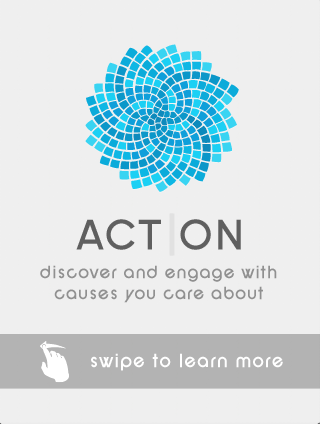 ACT|ON
discover and engage with
causes you care about
swipe to learn more